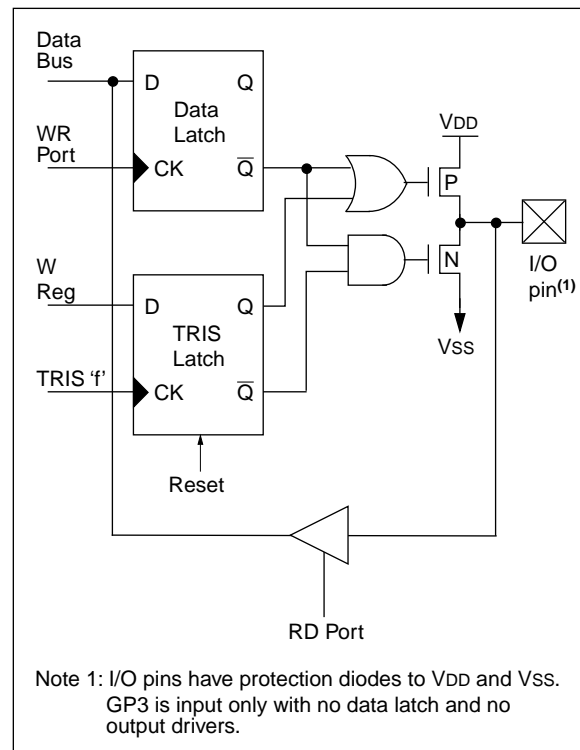 Data
Bus
D
Q
Data
Latch
WR
Port
CK
Q
VDD
P
N
I/O
pin(1)
VSS
W
Reg
D
Q
TRIS
Latch
TRIS ‘f’
CK
Q
Reset
RD Port
Note 1: I/O pins have protection diodes to VDD and VSS.
GP3 is input only with no data latch and no
output drivers.